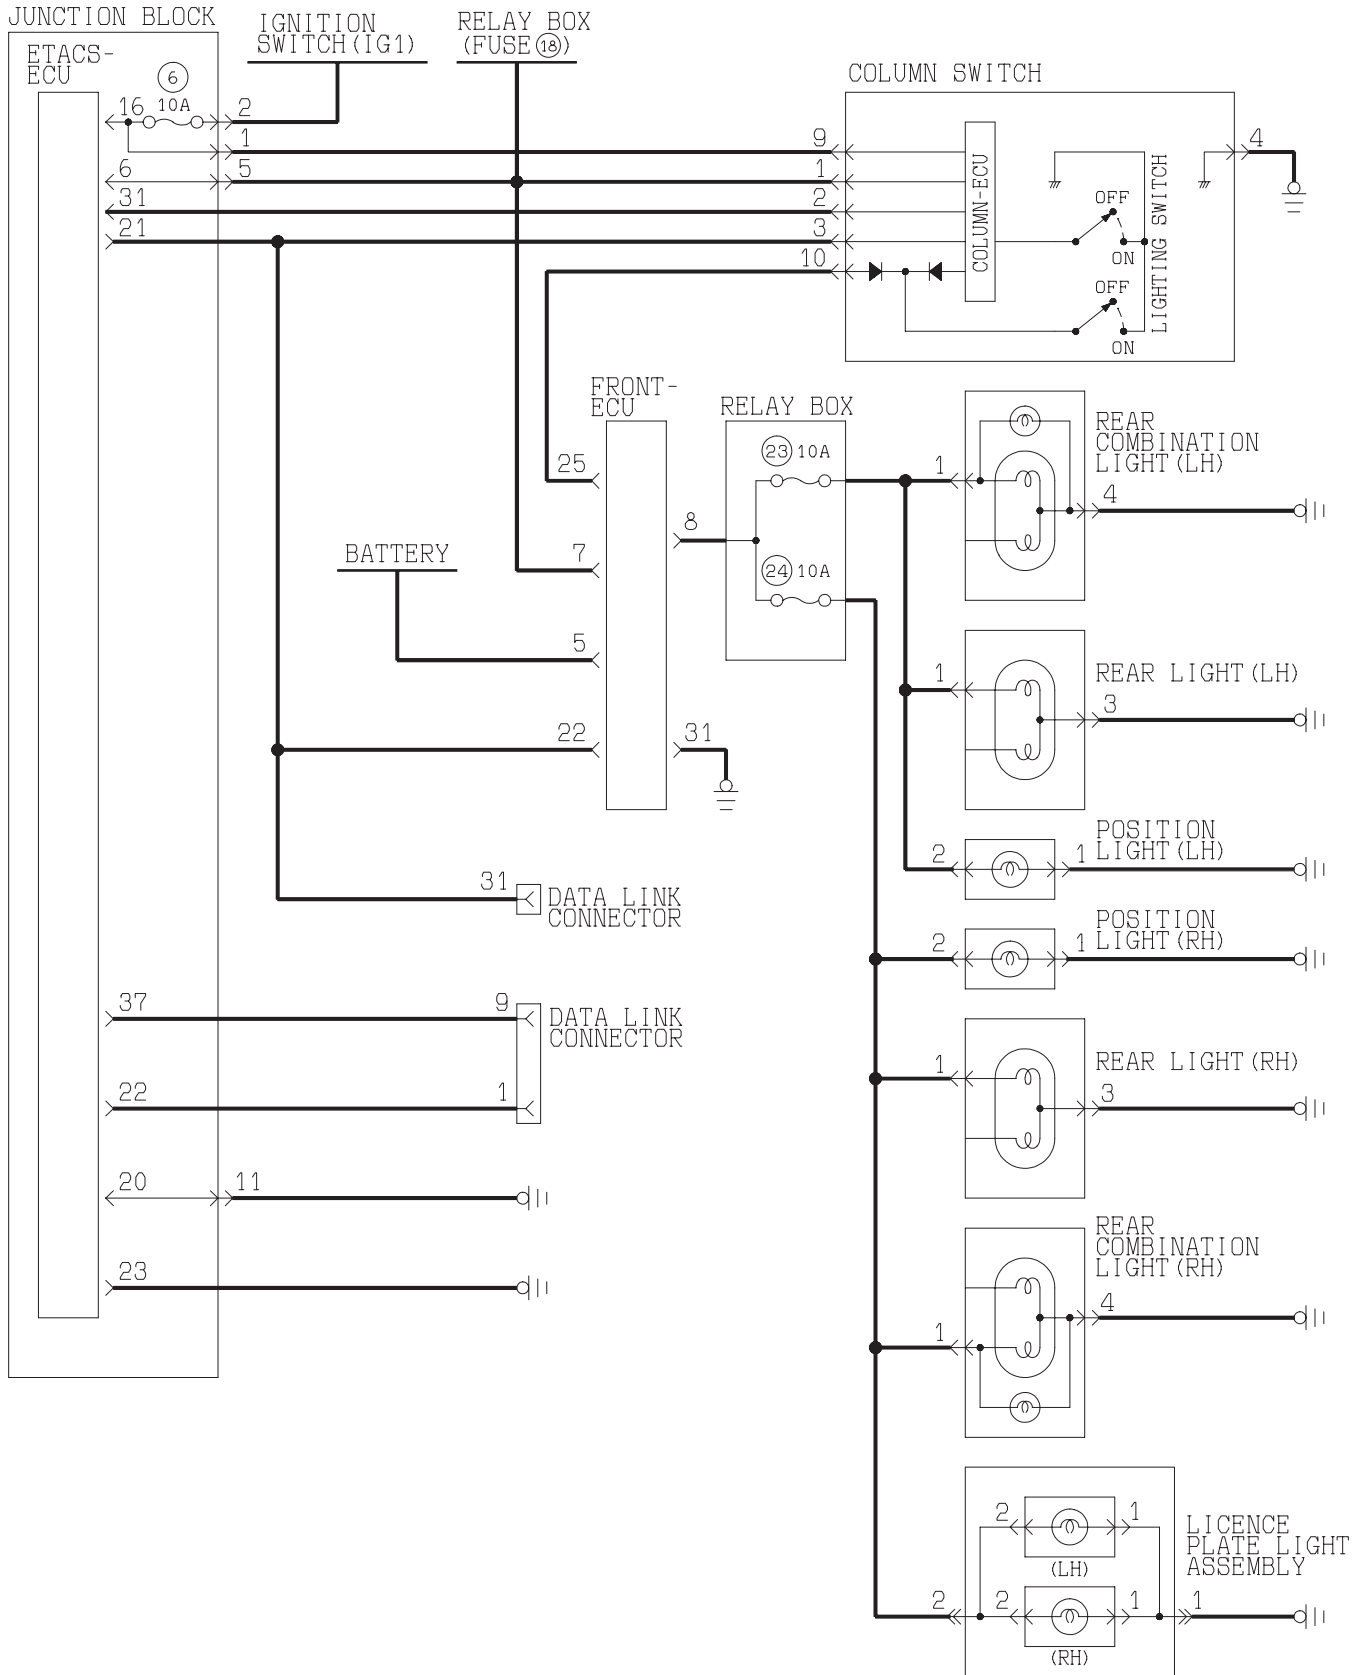 JUNCTION BLOCK
IGNITION
SWITCH(IG1)
RELAY BOX
(FUSE⑱)
ETACS-
ECU
6
10A
COLUMN SWITCH
16
2
1
9
4
6
5
1
31
2
21
3
10
COLUMN-ECU
LIGHTING SWITCH
OFF
ON
OFF
ON
FRONT-
ECU
RELAY BOX
REAR
COMBINATION
LIGHT(LH)
23 10A
25
1
4
8
BATTERY
7
24 10A
5
1
REAR LIGHT(LH)
3
22
31
POSITION
LIGHT(LH)
2
1
31
DATA LINK
CONNECTOR
POSITION
LIGHT(RH)
2
1
37
9
DATA LINK
CONNECTOR
1
REAR LIGHT(RH)
3
22
1
20
11
REAR
COMBINATION
LIGHT(RH)
23
4
1
2
1
(LH)
LICENCE
PLATE LIGHT
ASSEMBLY
2
2
1
1
(RH)